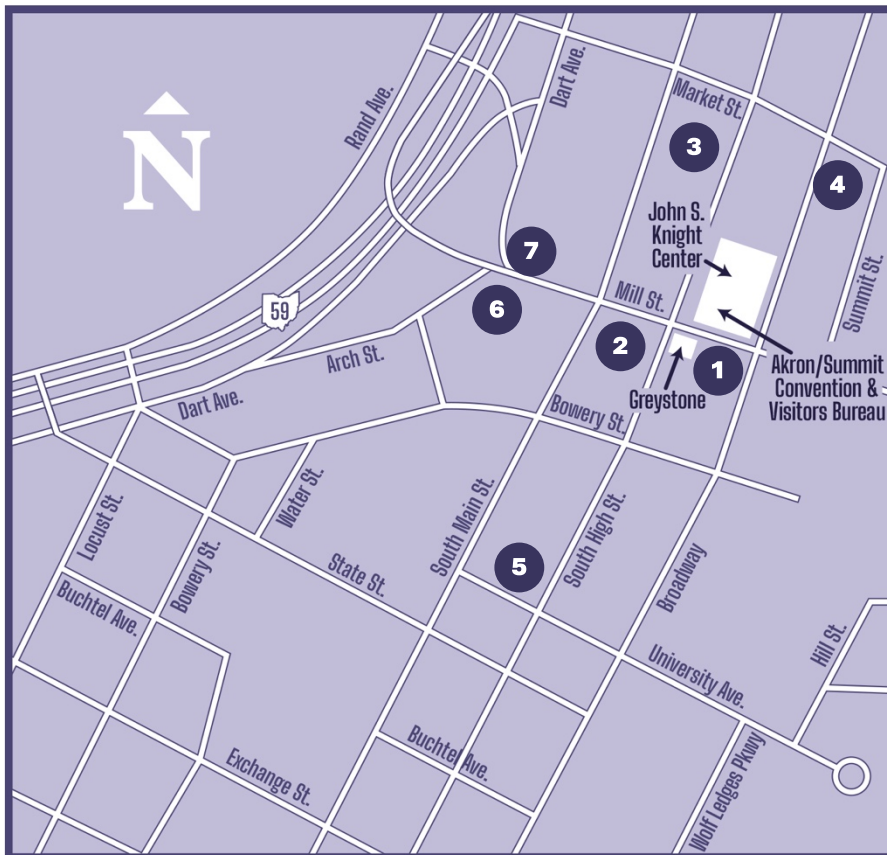 Dart Ave.
Rand Ave.
Market St.
N
3
4
John S.
Knight
Center
7
Summit St.
59
6
Mill St.
2
1
Arch St.
Greystone
Akron/Summit
Convention &
Visitors Bureau
Dart Ave.
Bowery St.
Water St.
South Main St.
South High St.
Locust St.
5
Bowery St.
State St.
Broadway
Buchtel Ave.
Hill St.
University Ave.
Buchtel Ave.
Exchange St.
Wolf Ledges Pkwy